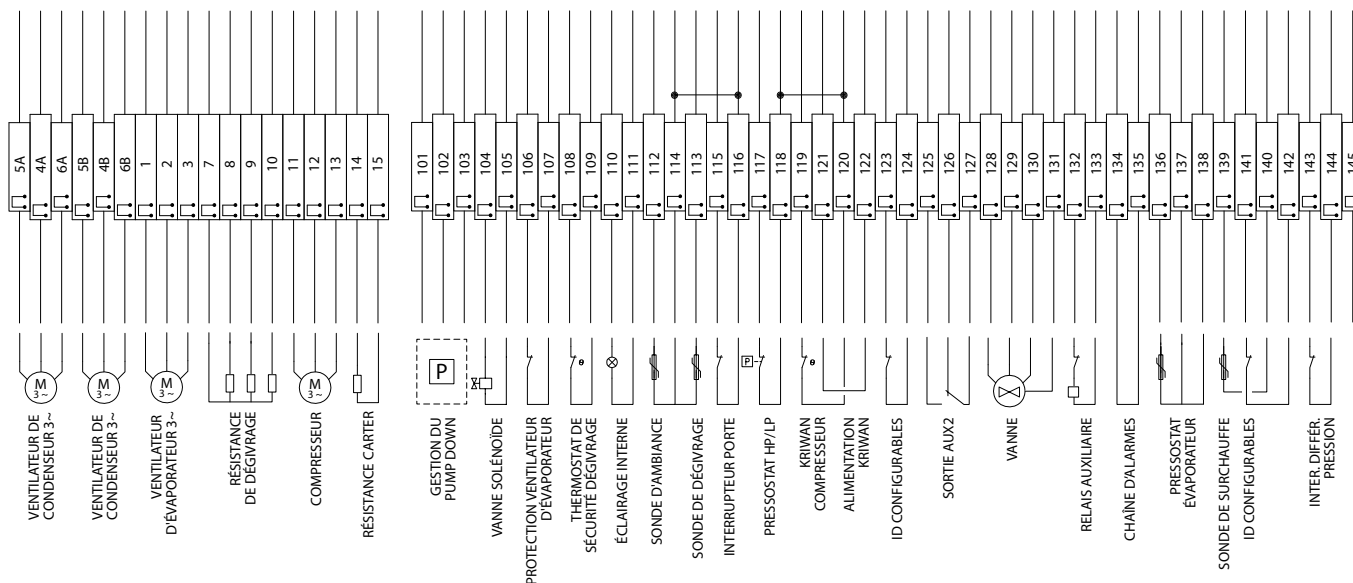 5A
4A
6A
5B
4B
6B
1
2
3
7
8
9
10
11
12
13
14
15
101
102
103
104
105
106
107
108
109
110
111
112
114
113
115
116
117
118
119
121
120
122
123
124
125
126
127
128
129
130
131
132
133
134
135
136
137
138
139
141
140
142
143
144
145
M
3 ~
M
3 ~
M
3 ~
M
3 ~
P
θ
P
θ
VENTILATEUR DE
CONDENSEUR 3~
VENTILATEUR DE
CONDENSEUR 3~
VENTILATEUR
D'ÉVAPORATEUR 3~
RÉSISTANCE
DE DÉGIVRAGE
COMPRESSEUR
RÉSISTANCE CARTER
GESTION DU
PUMP DOWN
VANNE SOLÉNOÏDE
PROTECTION VENTILATEUR
D'ÉVAPORATEUR
THERMOSTAT DE
SÉCURITÉ DÉGIVRAGE
ÉCLAIRAGE INTERNE
SONDE D'AMBIANCE
SONDE DE DÉGIVRAGE
INTERRUPTEUR PORTE
PRESSOSTAT HP/LP
KRIWAN
COMPRESSEUR
ALIMENTATION
KRIWAN
ID CONFIGURABLES
SORTIE AUX2
VANNE
RELAIS AUXILIAIRE
CHAÎNE D'ALARMES
PRESSOSTAT
ÉVAPORATEUR
SONDE DE SURCHAUFFE
ID CONFIGURABLES
INTER. DIFFÉR.
PRESSION